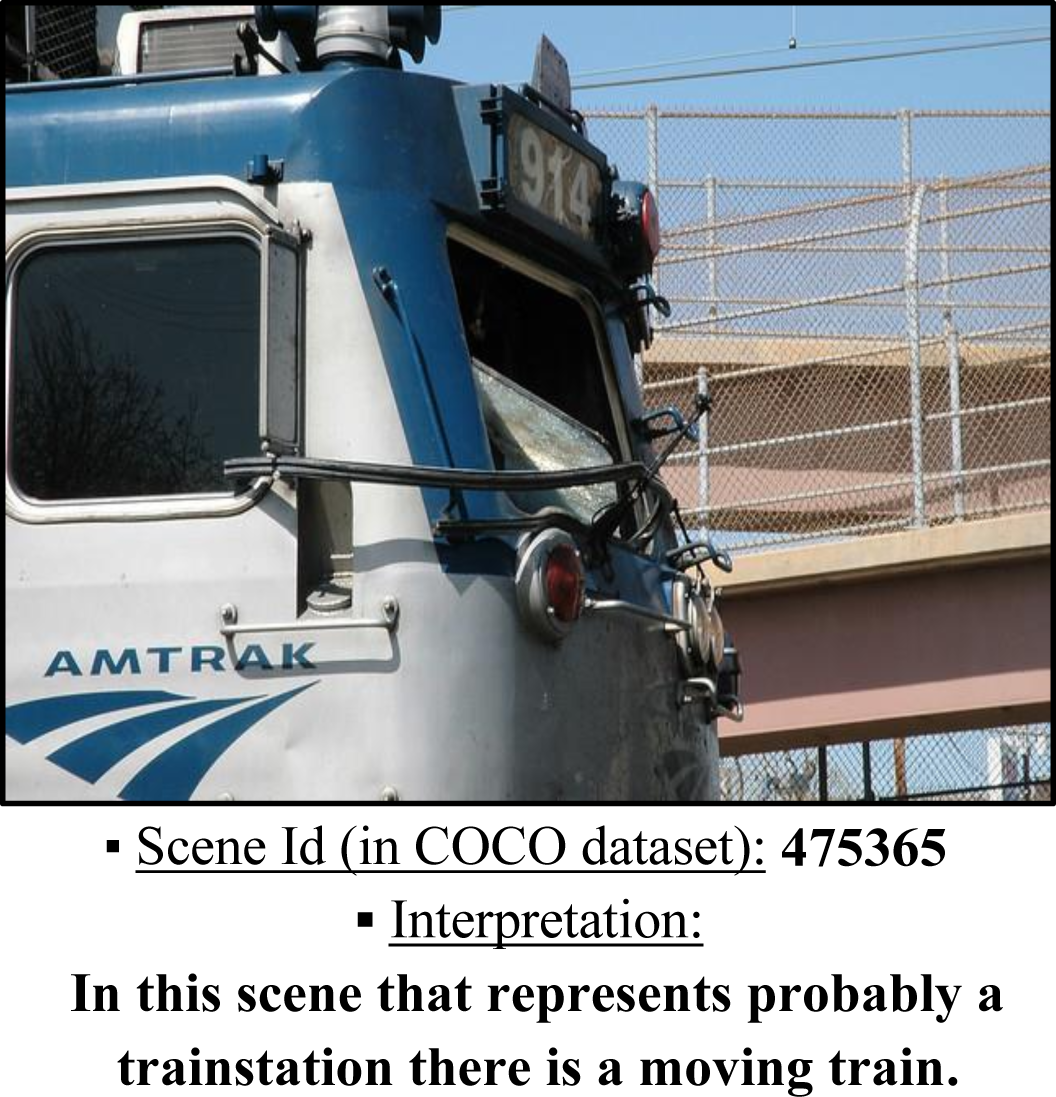 914
AMTRAK
▪ Scene Id (in COCO dataset): 475365
▪ Interpretation:
In this scene that represents probably a
trainstation there is a moving train.